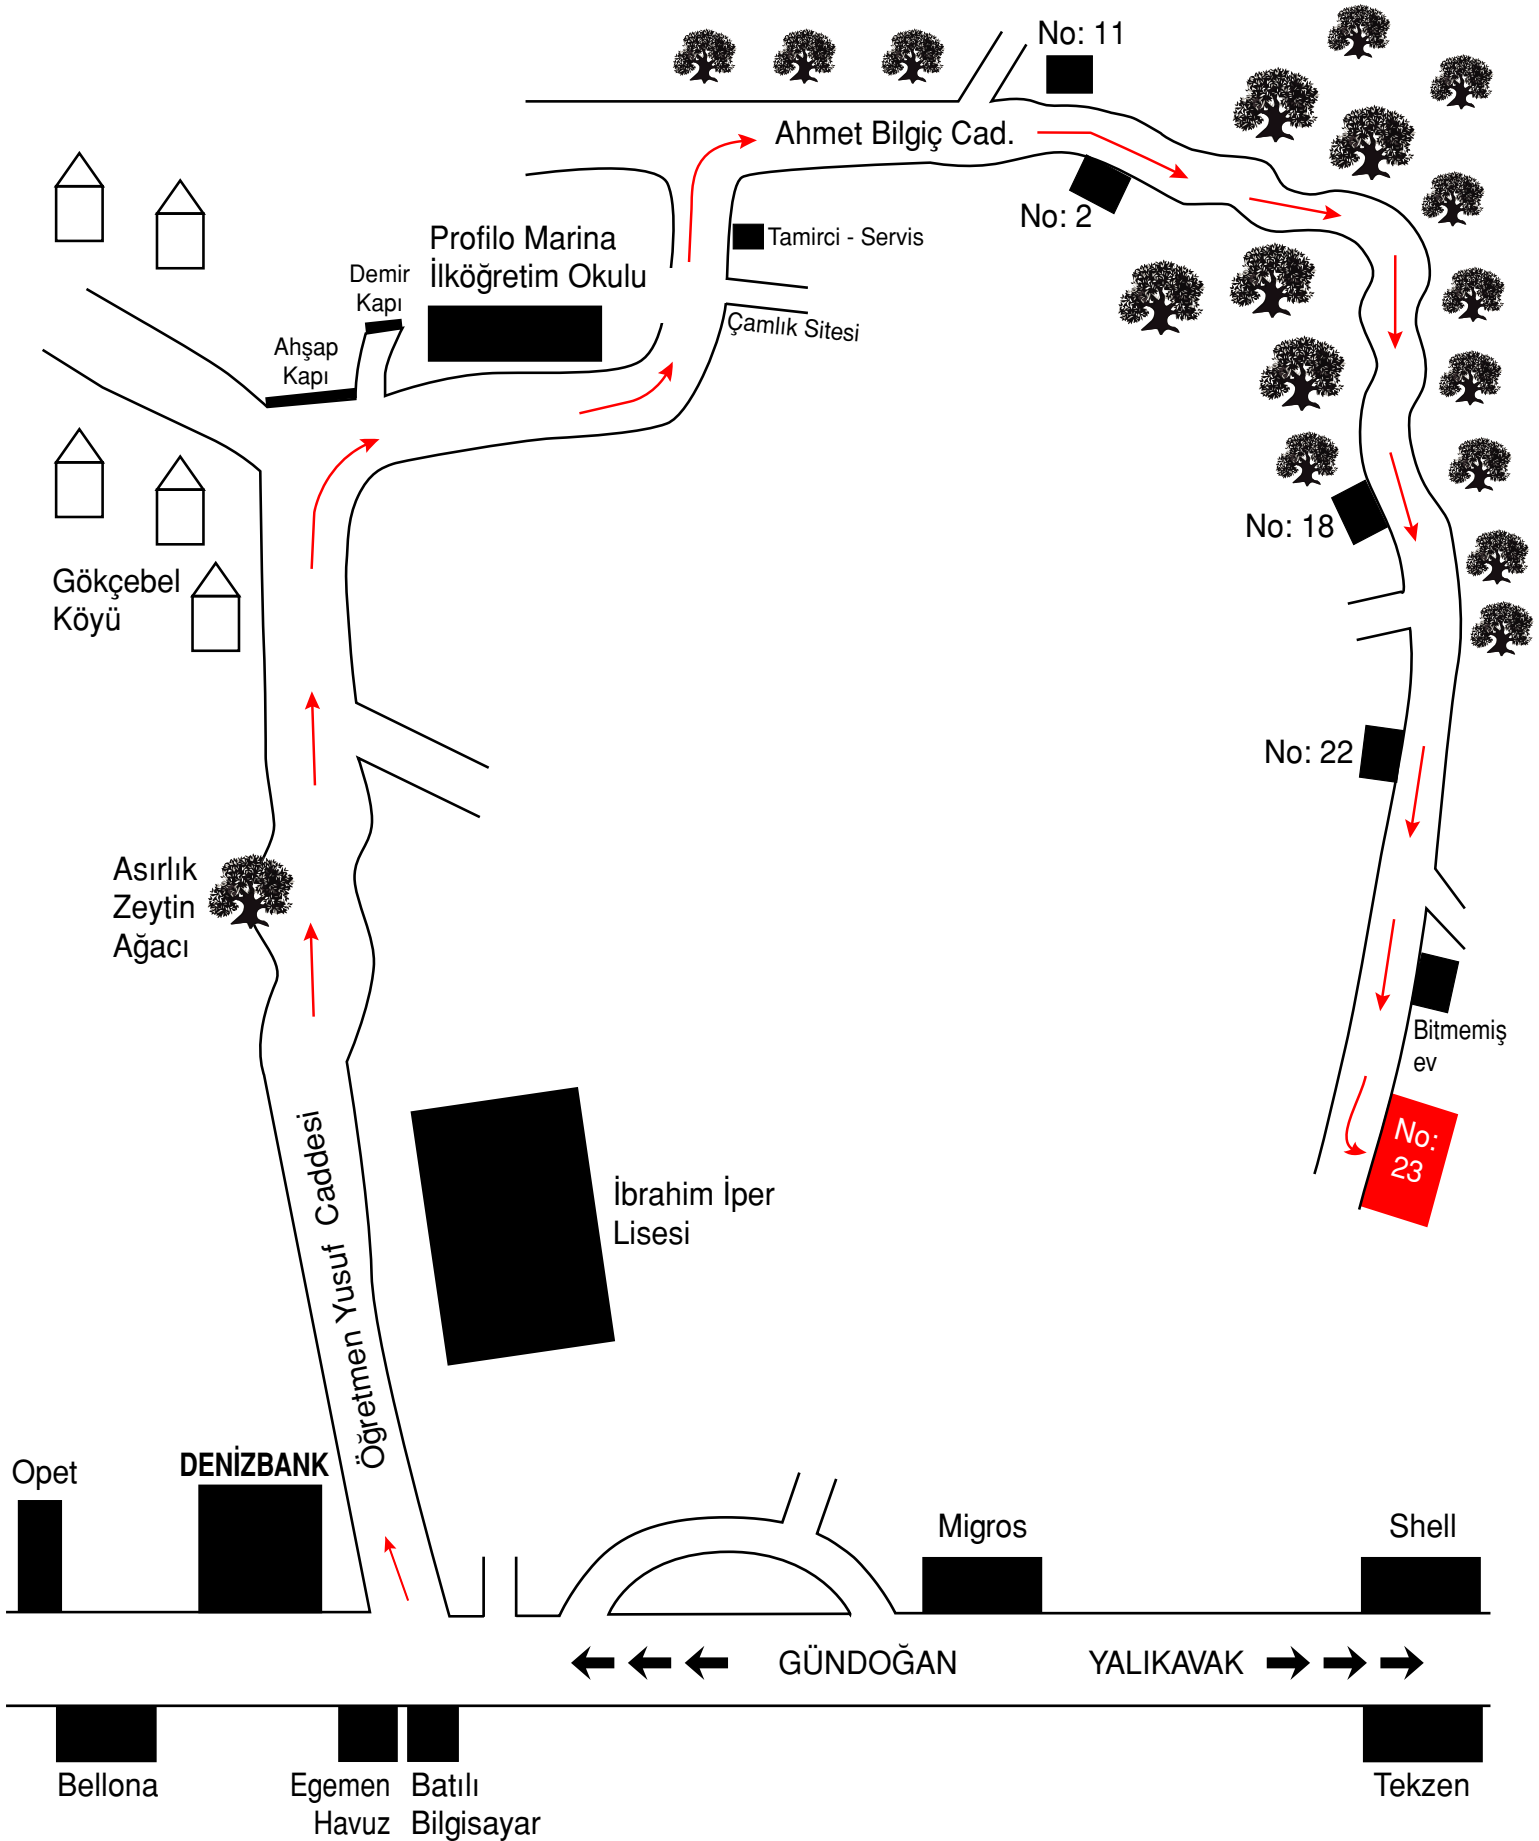 No: 11
Ahmet Bilgiç Cad.
No: 2
Profilo Marina
İlköğretim Okulu
Tamirci - Servis
Demir
Kapı
Çamlık Sitesi
Ahşap
Kapı
No: 18
Gökçebel
Köyü
No: 22
Asırlık
Zeytin
Ağacı
Bitmemiş
ev
No:
23
Öğretmen Yusuf Caddesi
İbrahim İper
Lisesi
Opet
DENİZBANK
Migros
Shell
GÜNDOĞAN
YALIKAVAK
Bellona
Egemen
Havuz
Batılı
Bilgisayar
Tekzen